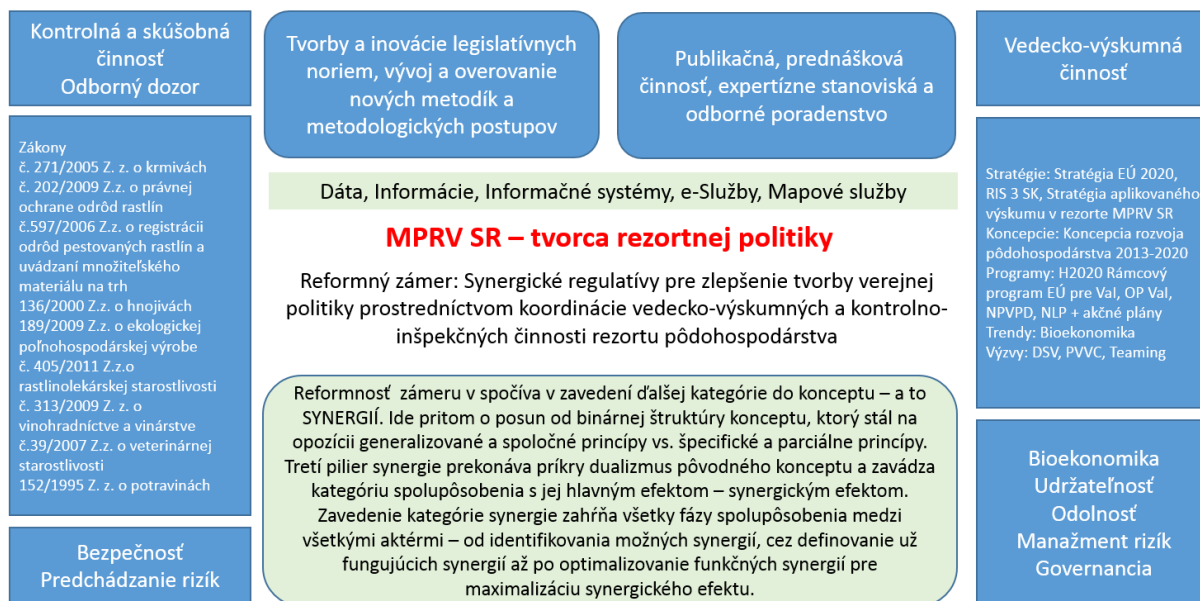 Kontrolná a skúšobná
činnosť
Odborný dozor
Zákony
č. 271/2005 Z. z. o krmivách
č. 202/2009 Z.z. o právnej
ochrane odrôd rastlín
č.597/2006 Z.z. o registrácii
odrôd pestovaných rastlín a
uvádzaní množiteľského
materiálu na trh
136/2000 Z.z. o hnojivách
189/2009 Z.z. o ekologickej
poľnohospodárskej výrobe
č. 405/2011 Z.z.o
rastlinolekárskej starostlivosti
č. 313/2009 Z. z. o
vinohradníctve a vinárstve
č.39/2007 Z.z. o veterinárnej
starostlivosti
152/1995 Z. z. o potravinách
Bezpečnosť
Predchádzanie rizík
Tvorby a inovácie legislatívnych
noriem, vývoj a overovanie
nových metodík a
metodologických postupov
Publikačná, prednášková
činnosť, expertízne stanoviská a
odborné poradenstvo
Dáta, Informácie, Informačné systémy, e-Služby, Mapové služby
MPRV SR – tvorca rezortnej politiky
Reformný zámer: Synergické regulatívy pre zlepšenie tvorby verejnej
politiky prostredníctvom koordinácie vedecko-výskumných a kontrolno-
inšpekčných činnosti rezortu pôdohospodárstva
Reformnosť zámeru v spočíva v zavedení ďalšej kategórie do konceptu – a to
SYNERGIÍ. Ide pritom o posun od binárnej štruktúry konceptu, ktorý stál na
opozícii generalizované a spoločné princípy vs. špecifické a parciálne princípy.
Tretí pilier synergie prekonáva príkry dualizmus pôvodného konceptu a zavádza
kategóriu spolupôsobenia s jej hlavným efektom – synergickým efektom.
Zavedenie kategórie synergie zahŕňa všetky fázy spolupôsobenia medzi
všetkými aktérmi – od identifikovania možných synergií, cez definovanie už
fungujúcich synergií až po optimalizovanie funkčných synergií pre
maximalizáciu synergického efektu.
Vedecko-výskumná
činnosť
Stratégie: Stratégia EÚ 2020,
RIS 3 SK, Stratégia aplikovaného
výskumu v rezorte MPRV SR
Koncepcie: Koncepcia rozvoja
pôdohospodárstva 2013-2020
Programy: H2020 Rámcový
program EÚ pre VaI, OP VaI,
NPVPD, NLP + akčné plány
Trendy: Bioekonomika
Výzvy: DSV, PVVC, Teaming
Bioekonomika
Udržateľnosť
Odolnosť
Manažment rizík
Governancia